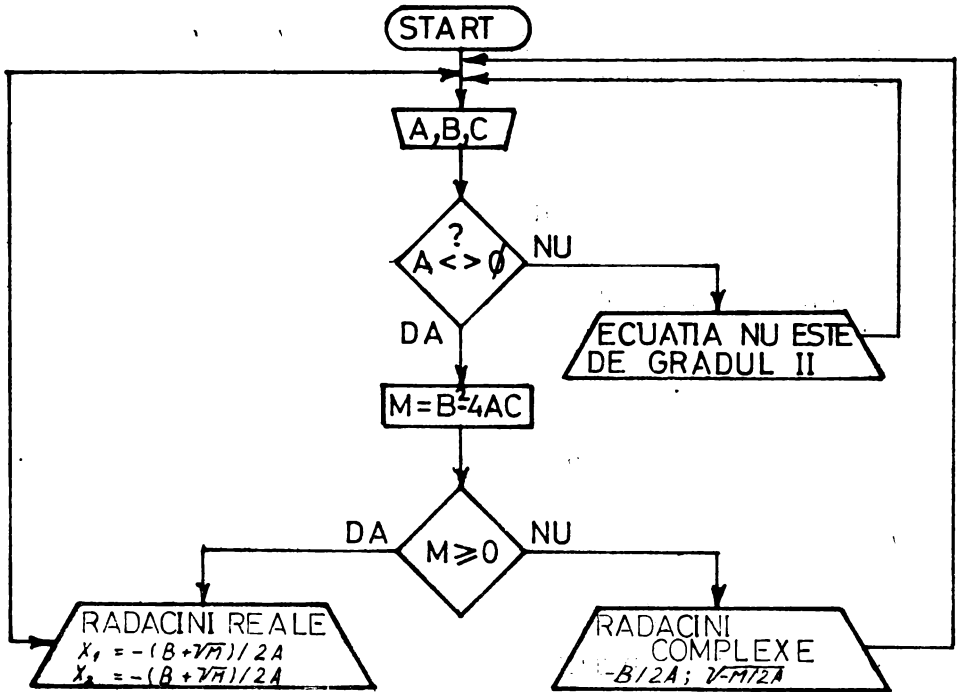 START
A,B,C
?
A < > Ø
NU
DA
ECUATIA NU ESTE
DE GRADUL II
M=B²-4AC
DA
M⩾0
NU
RADACINI REALE
X₁ = -(B+√M)/2A
X₂ = -(B+√M)/2A
RADACINI
COMPLEXE
-B/2A; √-M/2A